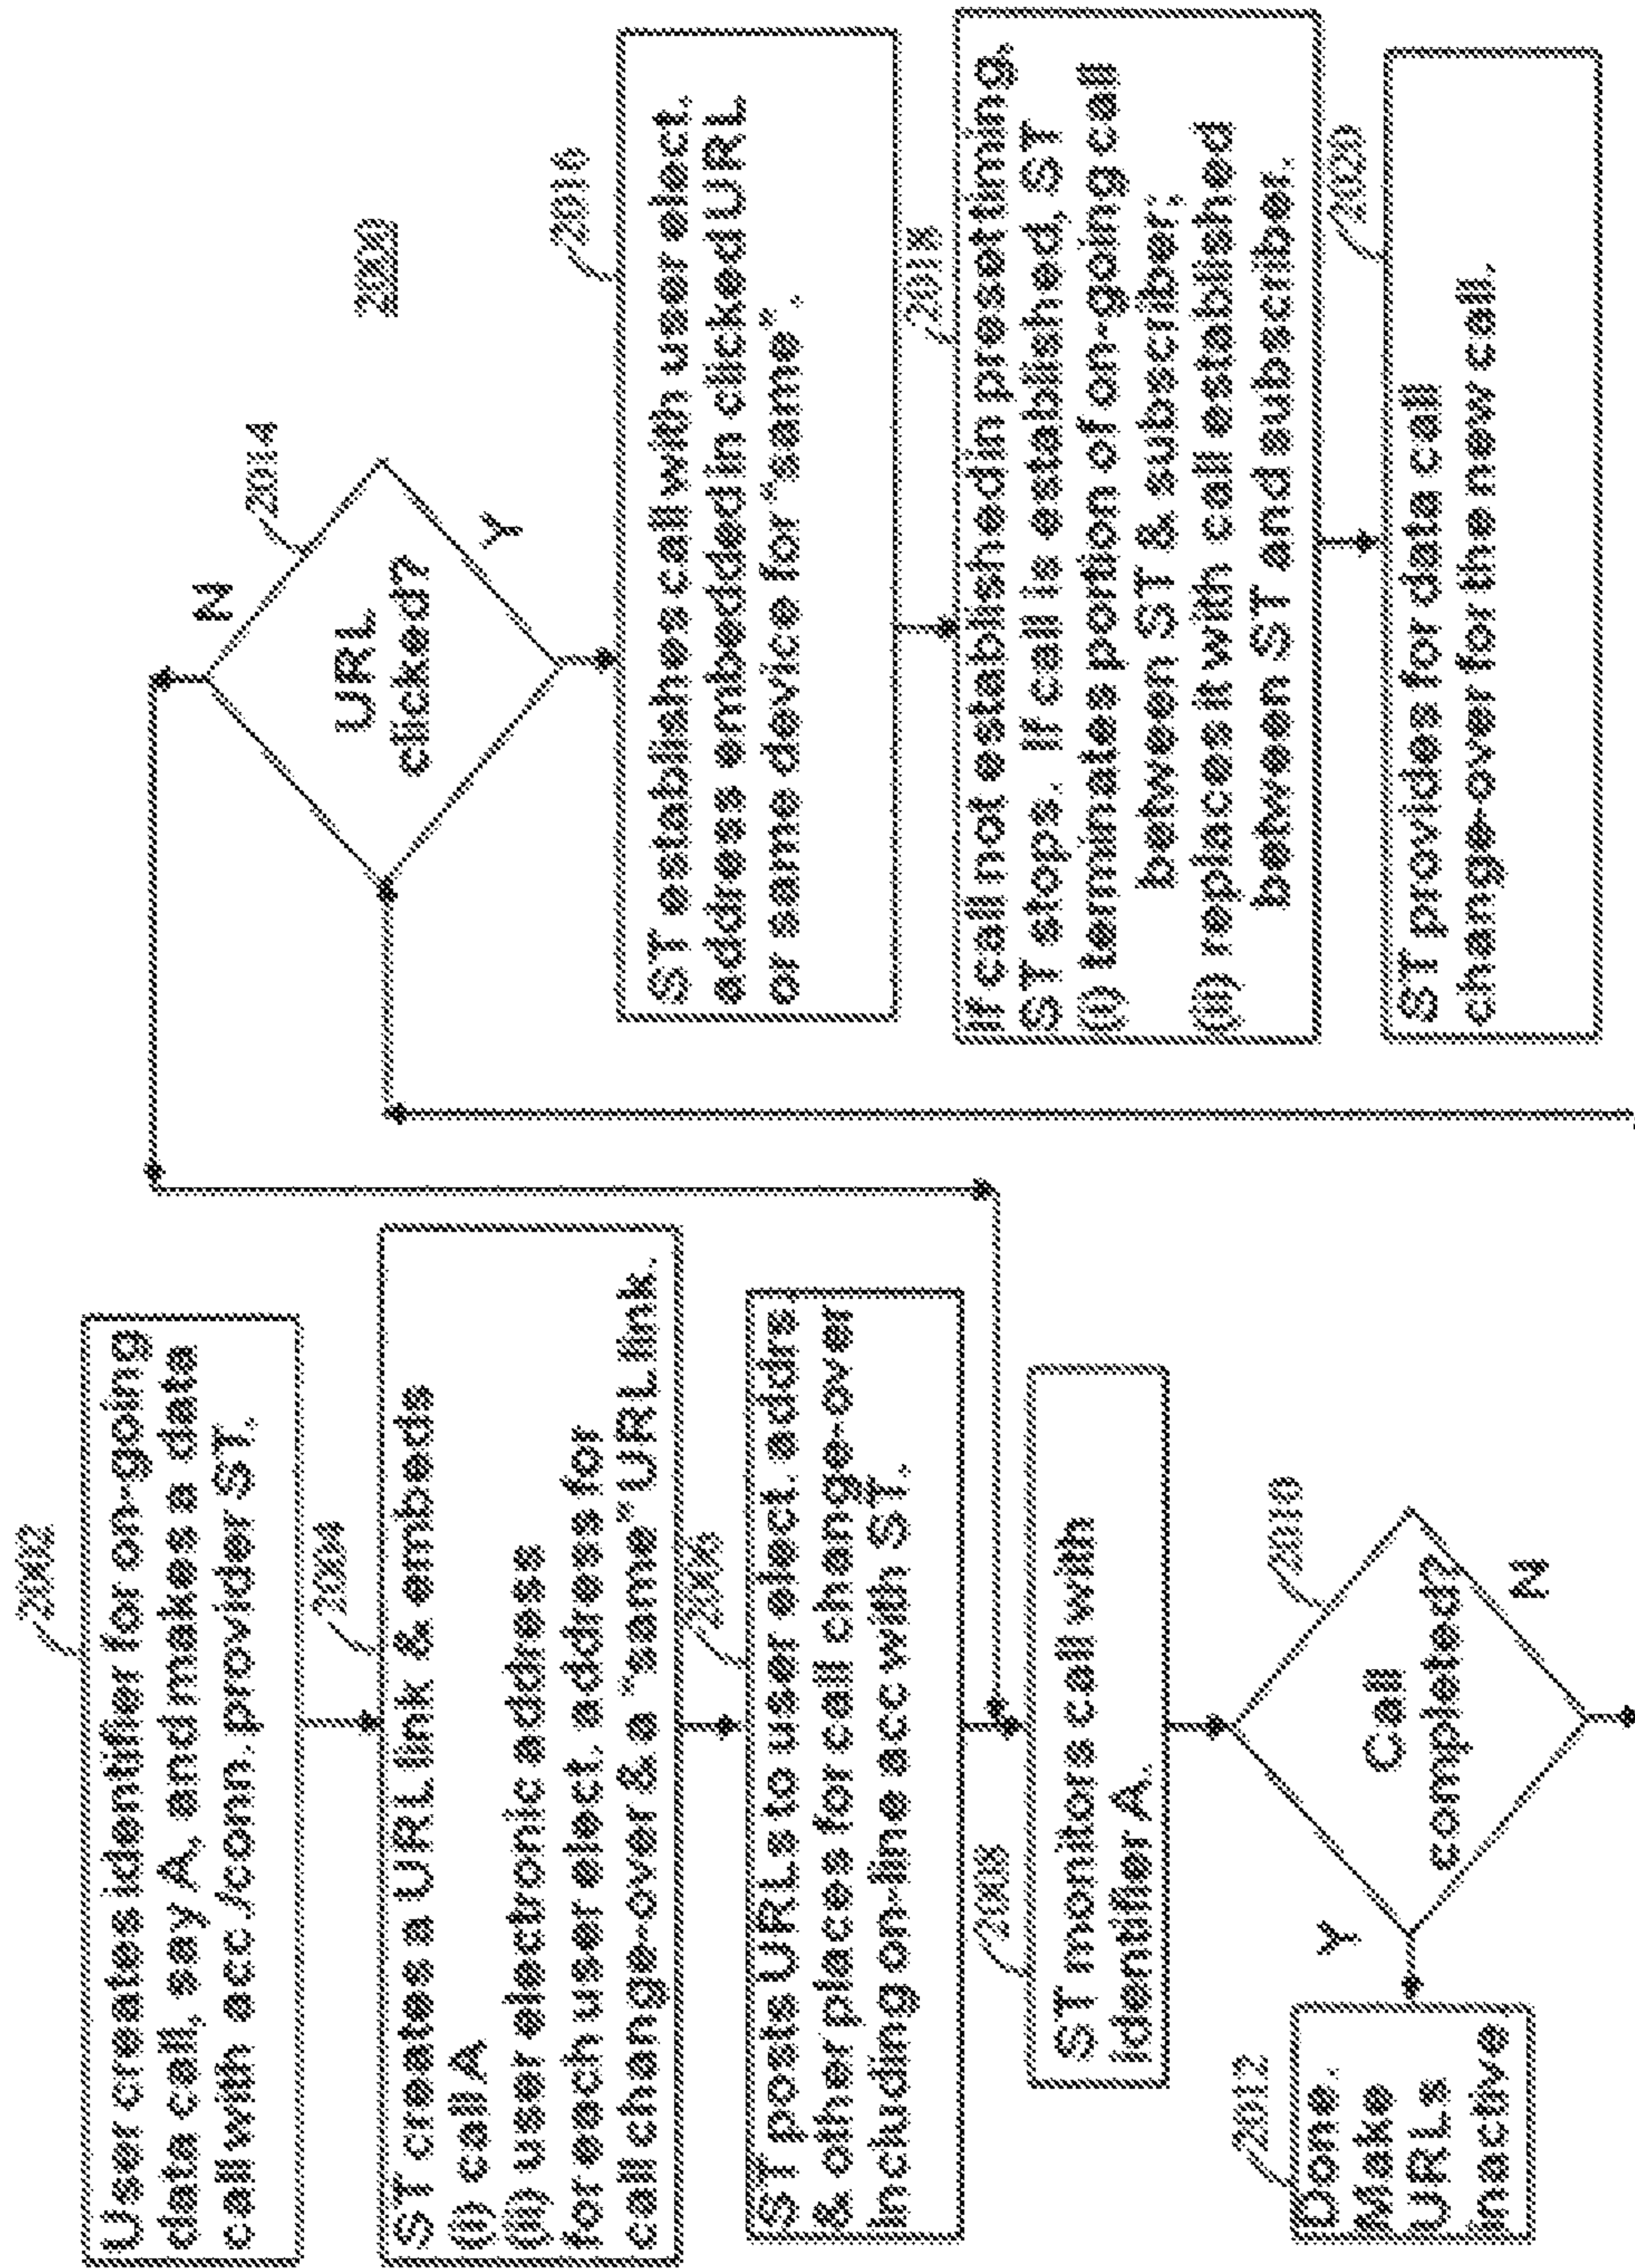 2002
User creates identifier for on-going
data call, say A, and makes a data
call with acc./conn. provider ST.
2004
ST creates a URL link & embeds
(i) call A
(ii) user electronic address
for each user elect. address for
call change-over & a "same" URL link.
2006
ST posts URLs to user elect. addrs
& other places for call change-over
including on-line acc with ST.
2008
ST monitors call with
identifier A.
2010
Call
completed?
Y
N
2012
Done.
Make
URLs
inactive
2000
2014
URL
clicked?
N
Y
2016
ST establishes call with user elect.
address embedded in clicked URL
or same device for "same".
2018
If call not established in preset timing,
ST stops. If call is established, ST
(i) terminates portion of on-going call
between ST & subscriber;
(ii) replaces it with call established
between ST and subscriber.
2020
ST provides for data call
change-over for the new call.